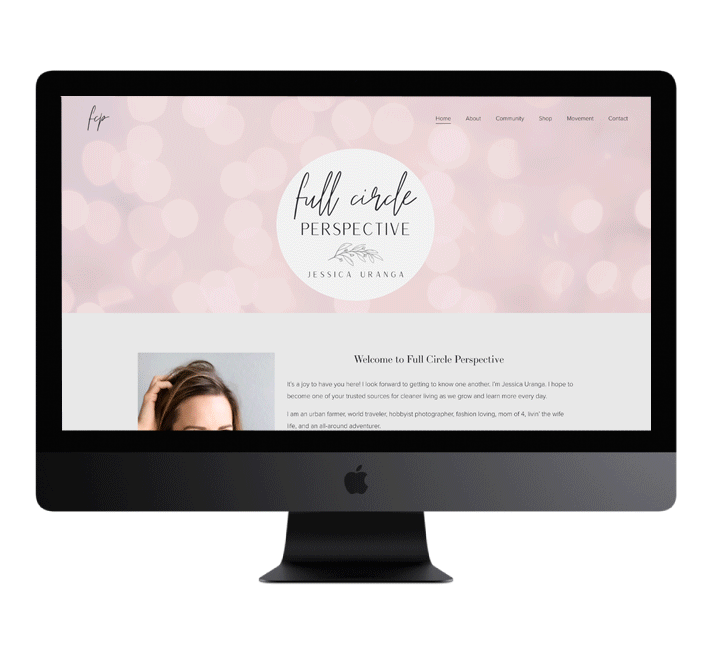 fcp
Home About Community Shop Movement Contact
full circle
PERSPECTIVE
JESSICA URANGA
Welcome to Full Circle Perspective
It's a joy to have you here! I look forward to getting to know one another. I'm Jessica Uranga. I hope to
become one of your trusted sources for cleaner living as we grow and learn more every day.
I am an urban farmer, world traveler, hobbyist photographer, fashion loving, mom of 4, livin' the wife
life, and an all-around adventurer.